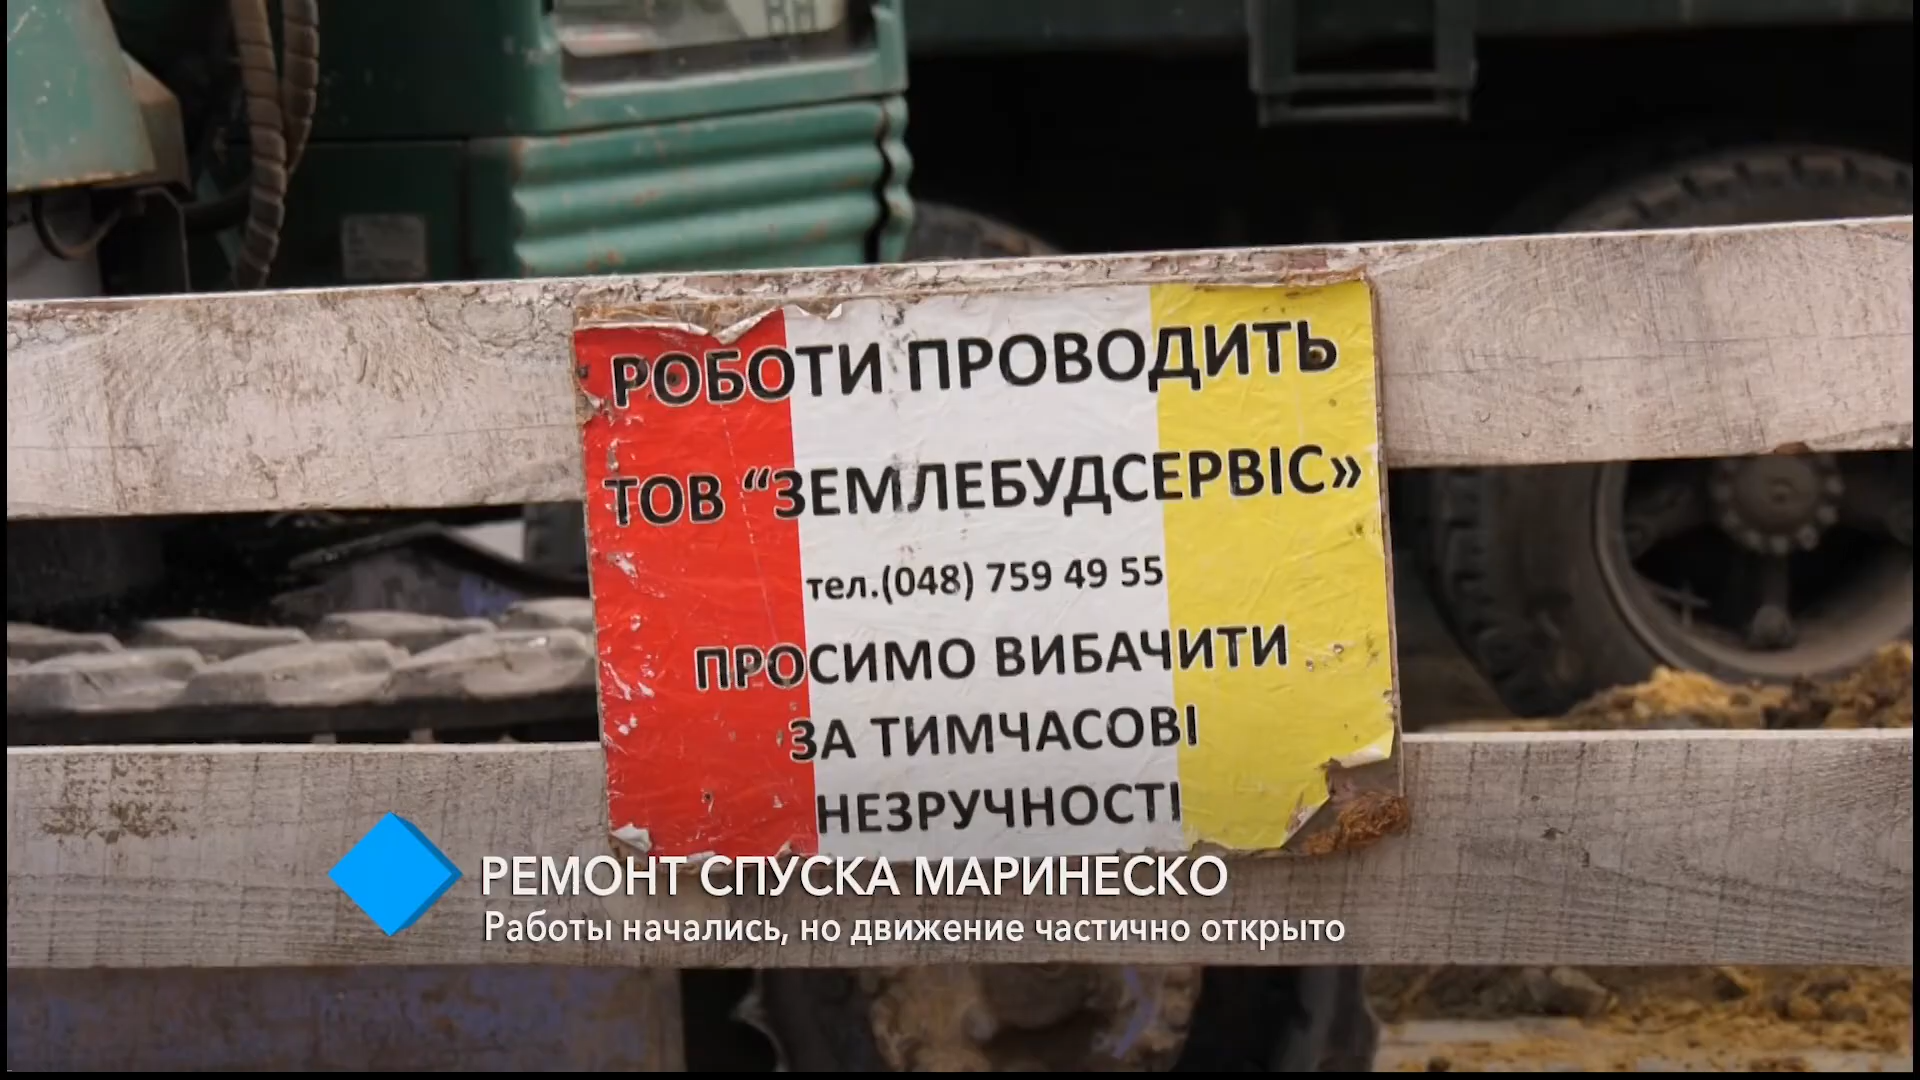 РОБОТИ ПРОВОДИТЬ
ТОВ “ЗЕМЛЕБУДСЕРВІС»
тел.(048) 759 49 55
ПРОСИМО ВИБАЧИТИ
ЗА ТИМЧАСОВІ
НЕЗРУЧНОСТІ
РЕМОНТ СПУСКА МАРИНЕСКО
Работы начались, но движение частично открыто